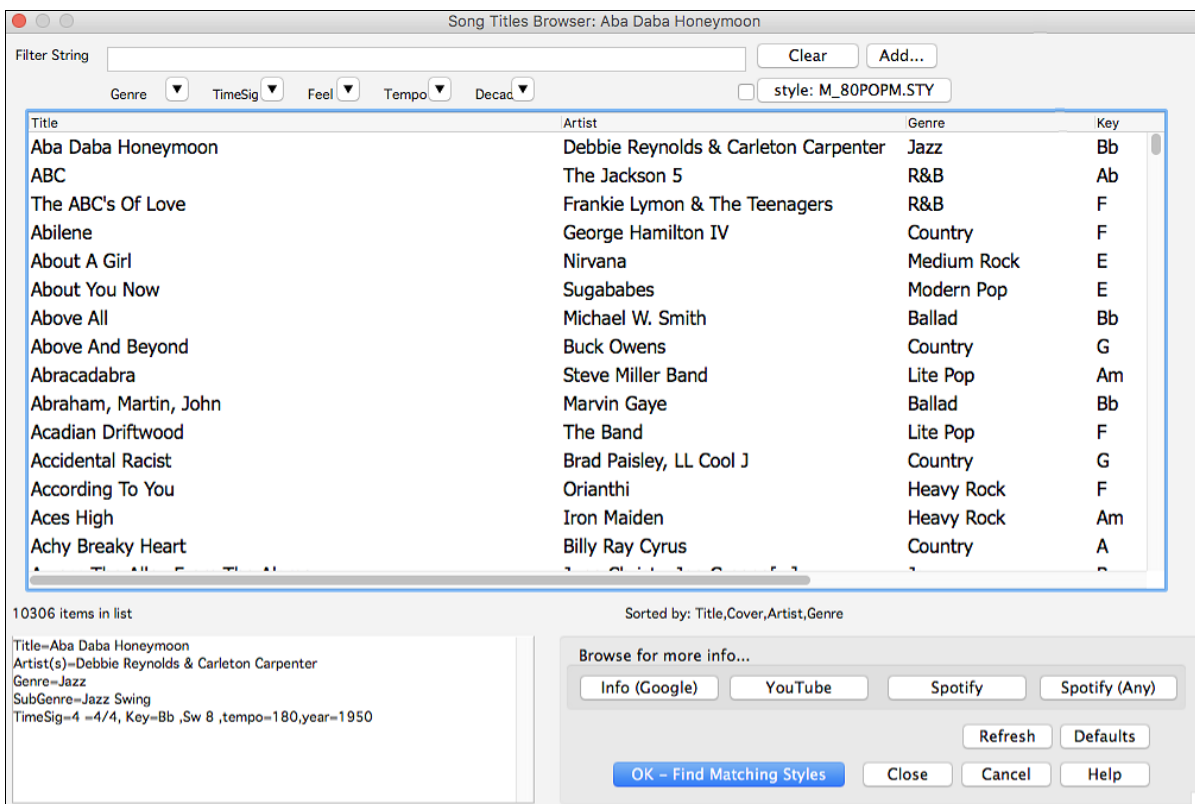 Song Titles Browser: Aba Daba Honeymoon
Filter String Clear Add...
Genre TimeSig Feel Tempo Decad style: M_80POPM.STY
Title Artist Genre Key
Aba Daba Honeymoon Debbie Reynolds & Carleton Carpenter Jazz Bb
ABC The Jackson 5 R&B Ab
The ABC's Of Love Frankie Lymon & The Teenagers R&B F
Abilene George Hamilton IV Country F
About A Girl Nirvana Medium Rock E
About You Now Sugababes Modern Pop E
Above All Michael W. Smith Ballad Bb
Above And Beyond Buck Owens Country G
Abracadabra Steve Miller Band Lite Pop Am
Abraham, Martin, John Marvin Gaye Ballad Bb
Acadian Driftwood The Band Lite Pop F
Accidental Racist Brad Paisley, LL Cool J Country G
According To You Orianthi Heavy Rock F
Aces High Iron Maiden Heavy Rock Am
Achy Breaky Heart Billy Ray Cyrus Country A
10306 items in list Sorted by: Title,Cover,Artist,Genre
Title=Aba Daba Honeymoon
Artist(s)=Debbie Reynolds & Carleton Carpenter
Genre=Jazz
SubGenre=Jazz Swing
TimeSig=4 =4/4, Key=Bb ,Sw 8 ,tempo=180,year=1950
Browse for more info...
Info (Google) YouTube Spotify Spotify (Any)
Refresh Defaults
OK - Find Matching Styles Close Cancel Help